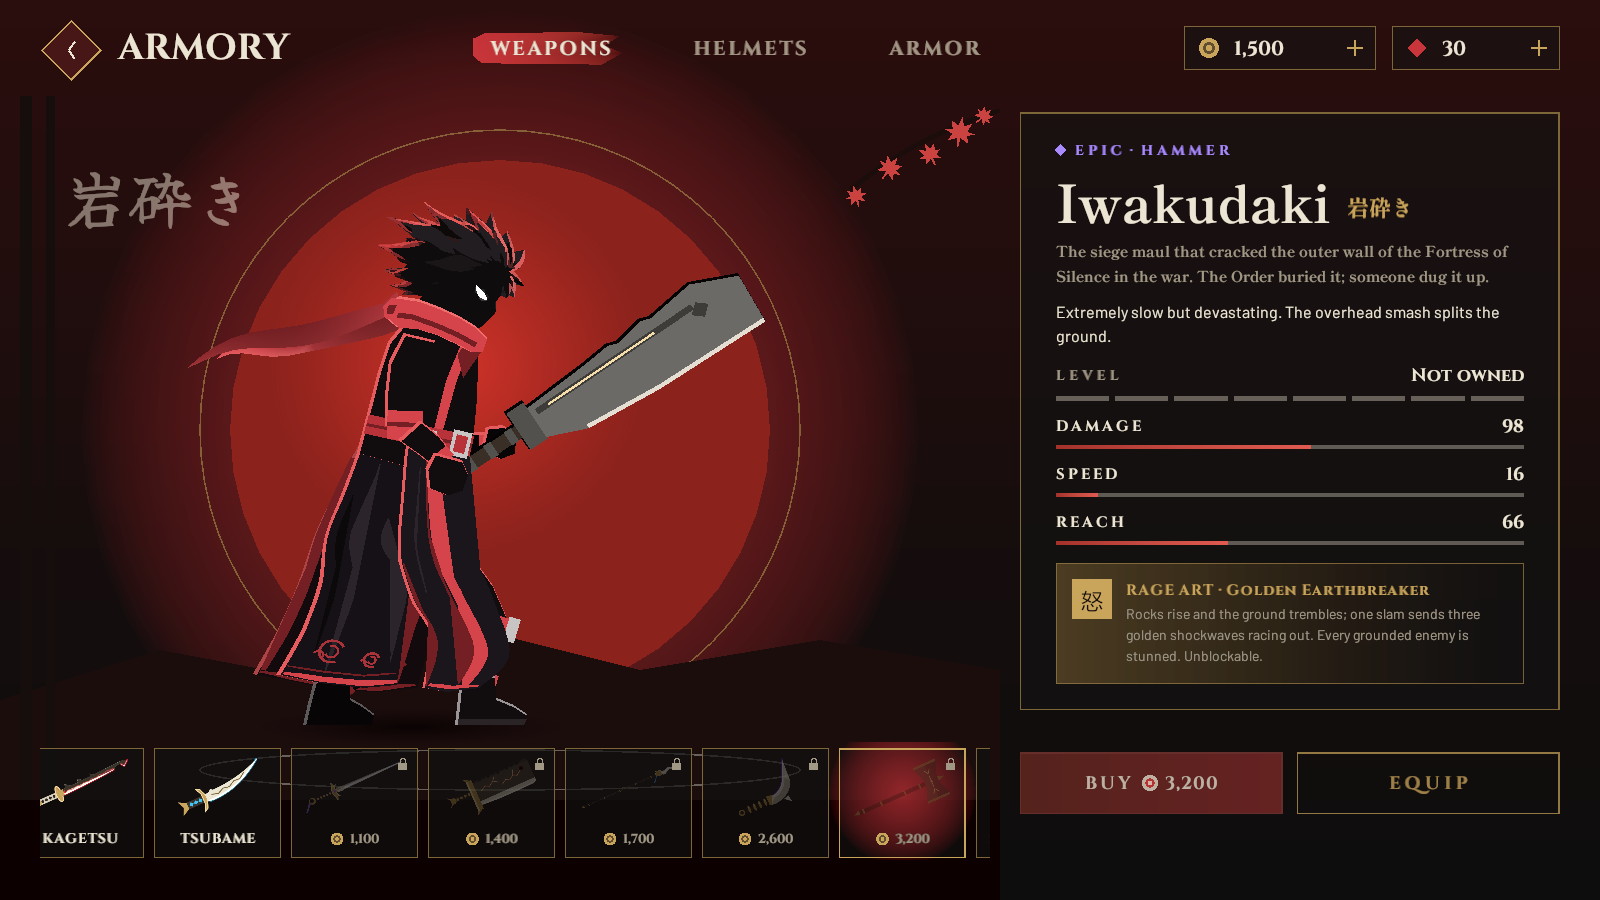 ARMORY
WEAPONS
HELMETS
ARMOR
1,500
30
岩砕き
EPIC · HAMMER
Iwakudaki 岩砕き
The siege maul that cracked the outer wall of the Fortress of
Silence in the war. The Order buried it; someone dug it up.
Extremely slow but devastating. The overhead smash splits the
ground.
LEVEL NOT OWNED
DAMAGE 98
SPEED 16
REACH 66
怒
RAGE ART · GOLDEN EARTHBREAKER
Rocks rise and the ground trembles; one slam sends three
golden shockwaves racing out. Every grounded enemy is
stunned. Unblockable.
KAGETSU
TSUBAME
1,100
1,400
1,700
2,600
3,200
BUY 3,200
EQUIP